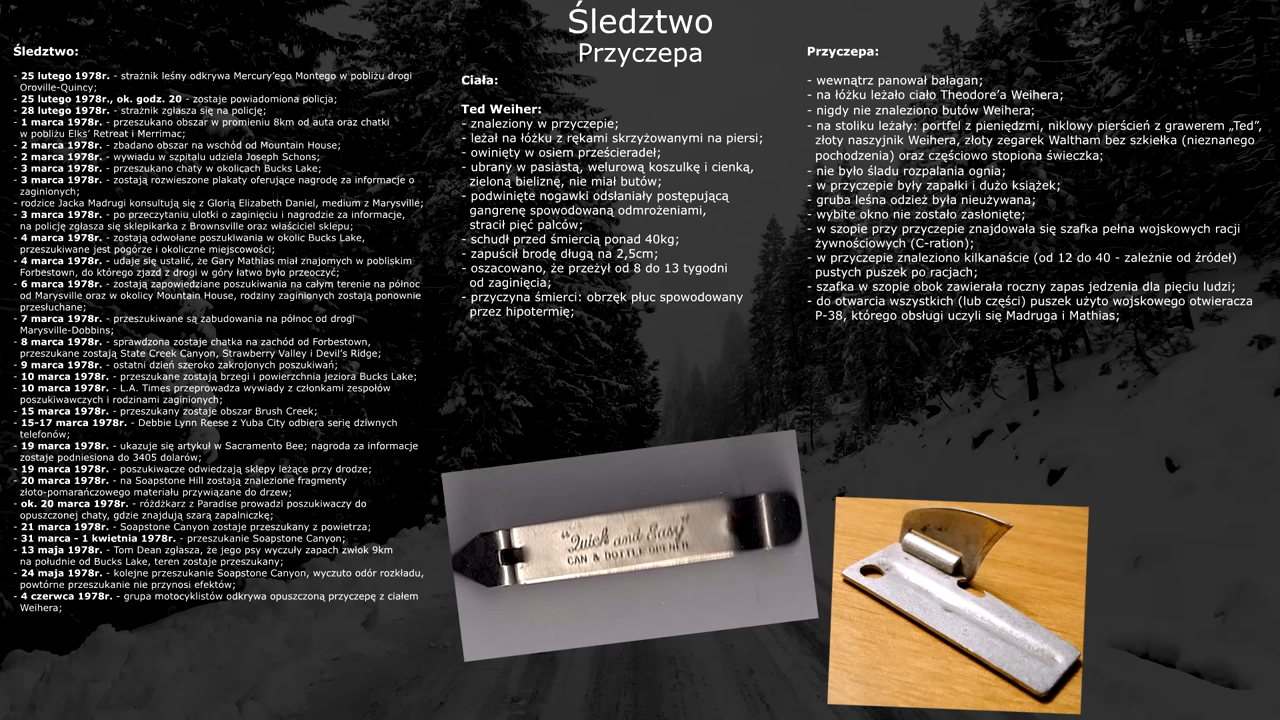 Śledztwo
Przyczepa
Śledztwo:
- 25 lutego 1978r. - strażnik leśny odkrywa Mercury’ego Montego w pobliżu drogi
Oroville-Quincy;
- 25 lutego 1978r., ok. godz. 20 - zostaje powiadomiona policja;
- 28 lutego 1978r. - strażnik zgłasza się na policję;
- 1 marca 1978r. - przeszukano obszar w promieniu 8km od auta oraz chatki
w pobliżu Elks’ Retreat i Merrimac;
- 2 marca 1978r. - zbadano obszar na wschód od Mountain House;
- 2 marca 1978r. - wywiadu w szpitalu udziela Joseph Schons;
- 3 marca 1978r. - przeszukano chaty w okolicach Bucks Lake;
- 3 marca 1978r. - zostają rozwieszone plakaty oferujące nagrodę za informacje o
zaginionych;
- rodzice Jacka Madrugi konsultują się z Glorią Elizabeth Daniel, medium z Marysville;
- 3 marca 1978r. - po przeczytaniu ulotki o zaginięciu i nagrodzie za informacje,
na policję zgłasza się sklepikarka z Brownsville oraz właściciel sklepu;
- 4 marca 1978r. - zostają odwołane poszukiwania w okolic Bucks Lake,
przeszukiwane jest pogórze i okoliczne miejscowości;
- 4 marca 1978r. - udaje się ustalić, że Gary Mathias miał znajomych w pobliskim
Forbestown, do którego zjazd z drogi w góry łatwo było przeoczyć;
- 6 marca 1978r. - zostają zapowiedziane poszukiwania na całym terenie na północ
od Marysville oraz w okolicy Mountain House, rodziny zaginionych zostają ponownie
przesłuchane;
- 7 marca 1978r. - przeszukiwane są zabudowania na północ od drogi
Marysville-Dobbins;
- 8 marca 1978r. - sprawdzona zostaje chatka na zachód od Forbestown,
przeszukane zostają State Creek Canyon, Strawberry Valley i Devil’s Ridge;
- 9 marca 1978r. - ostatni dzień szeroko zakrojonych poszukiwań;
- 10 marca 1978r. - przeszukane zostają brzegi i powierzchnia jeziora Bucks Lake;
- 10 marca 1978r. - L.A. Times przeprowadza wywiady z członkami zespołów
poszukiwawczych i rodzinami zaginionych;
- 15 marca 1978r. - przeszukany zostaje obszar Brush Creek;
- 15-17 marca 1978r. - Debbie Lynn Reese z Yuba City odbiera serię dziwnych
telefonów;
- 19 marca 1978r. - ukazuje się artykuł w Sacramento Bee; nagroda za informacje
zostaje podniesiona do 3405 dolarów;
- 19 marca 1978r. - poszukiwacze odwiedzają sklepy leżące przy drodze;
- 20 marca 1978r. - na Soapstone Hill zostają znalezione fragmenty
złoto-pomarańczowego materiału przywiązane do drzew;
- ok. 20 marca 1978r. - różdżkarz z Paradise prowadzi poszukiwaczy do
opuszczonej chaty, gdzie znajdują szarą zapalniczkę;
- 21 marca 1978r. - Soapstone Canyon zostaje przeszukany z powietrza;
- 31 marca - 1 kwietnia 1978r. - przeszukanie Soapstone Canyon;
- 13 maja 1978r. - Tom Dean zgłasza, że jego psy wyczuły zapach zwłok 9km
na południe od Bucks Lake, teren zostaje przeszukany;
- 24 maja 1978r. - kolejne przeszukanie Soapstone Canyon, wyczuto odór rozkładu,
powtórne przeszukanie nie przynosi efektów;
- 4 czerwca 1978r. - grupa motocyklistów odkrywa opuszczoną przyczepę z ciałem
Weihera;
Ciała:
Ted Weiher:
- znaleziony w przyczepie;
- leżał na łóżku z rękami skrzyżowanymi na piersi;
- owinięty w osiem prześcieradeł;
- ubrany w pasiastą, welurową koszulkę i cienką,
zieloną bieliznę, nie miał butów;
- podwinięte nogawki odsłaniały postępującą
gangrenę spowodowaną odmrożeniami,
stracił pięć palców;
- schudł przed śmiercią ponad 40kg;
- zapuścił brodę długą na 2,5cm;
- oszacowano, że przeżył od 8 do 13 tygodni
od zaginięcia;
- przyczyna śmierci: obrzęk płuc spowodowany
przez hipotermię;
Przyczepa:
- wewnątrz panował bałagan;
- na łóżku leżało ciało Theodore’a Weihera;
- nigdy nie znaleziono butów Weihera;
- na stoliku leżały: portfel z pieniędzmi, niklowy pierścień z grawerem „Ted”,
złoty naszyjnik Weihera, złoty zegarek Waltham bez szkiełka (nieznanego
pochodzenia) oraz częściowo stopiona świeczka;
- nie było śladu rozpalania ognia;
- w przyczepie były zapałki i dużo książek;
- gruba leśna odzież była nieużywana;
- wybite okno nie zostało zasłonięte;
- w szopie przy przyczepie znajdowała się szafka pełna wojskowych racji
żywnościowych (C-ration);
- w przyczepie znaleziono kilkanaście (od 12 do 40 - zależnie od źródeł)
pustych puszek po racjach;
- szafka w szopie obok zawierała roczny zapas jedzenia dla pięciu ludzi;
- do otwarcia wszystkich (lub części) puszek użyto wojskowego otwieracza
P-38, którego obsługi uczyli się Madruga i Mathias;
"Quick and Easy"
CAN & BOTTLE OPENER